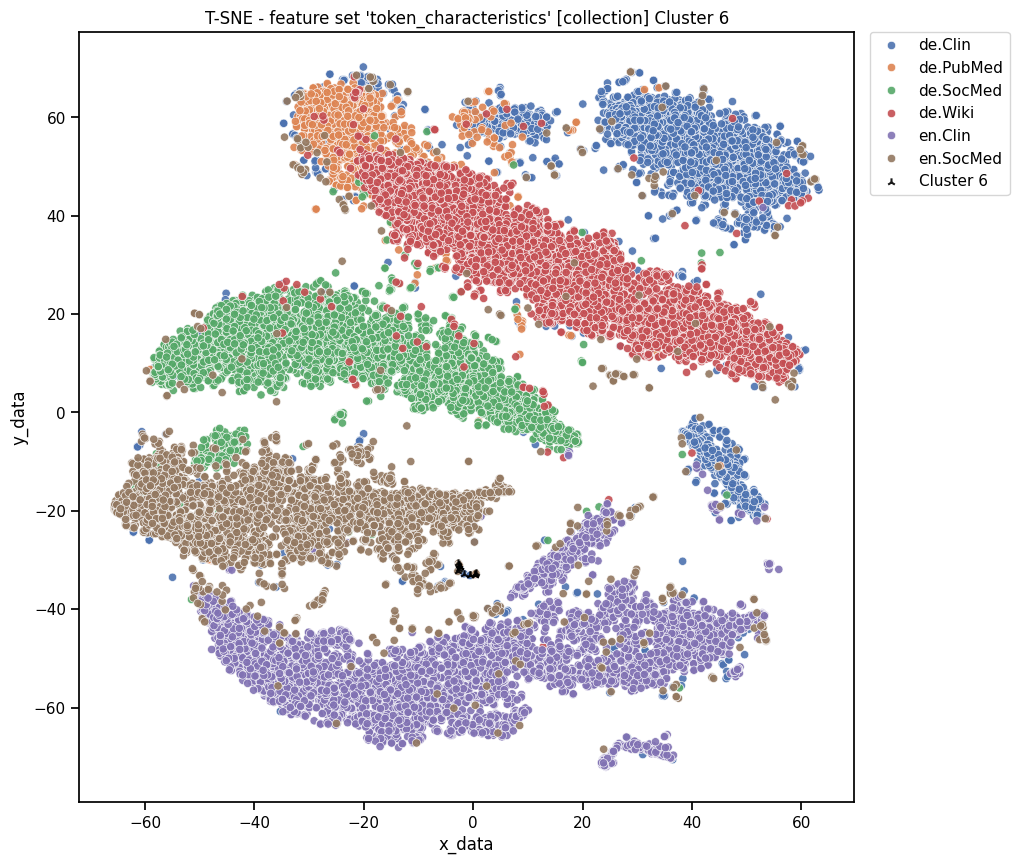 T-SNE - feature set 'token_characteristics' [collection] Cluster 6
de.Clin
de.PubMed
de.SocMed
de.Wiki
en.Clin
en.SocMed
Cluster 6
y_data
60
40
20
0
−20
−40
−60
−60
−40
−20
0
20
40
60
x_data